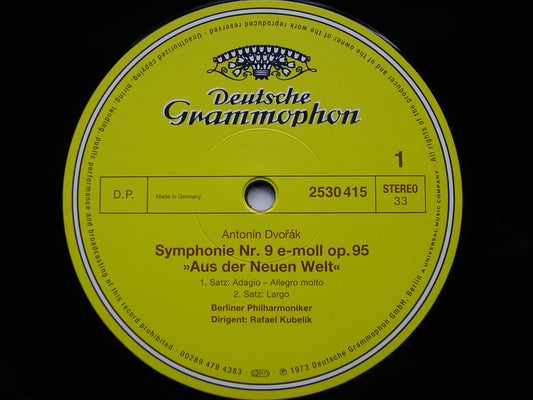 Deutsche
Grammophon
1
D.P.
Made in Germany
2530 415
STEREO
33
Antonín Dvořák
Symphonie Nr. 9 e-moll op. 95
»Aus der Neuen Welt«
1. Satz: Adagio – Allegro molto
2. Satz: Largo
Berliner Philharmoniker
Dirigent: Rafael Kubelik
All rights of the producer and of the owner of the work reproduced reserved · Unauthorized copying, hiring, lending, public performance and broadcasting of this record prohibited · 00289 479 4383 · ℗ 1973 Deutsche Grammophon GmbH, Berlin
A UNIVERSAL MUSIC COMPANY